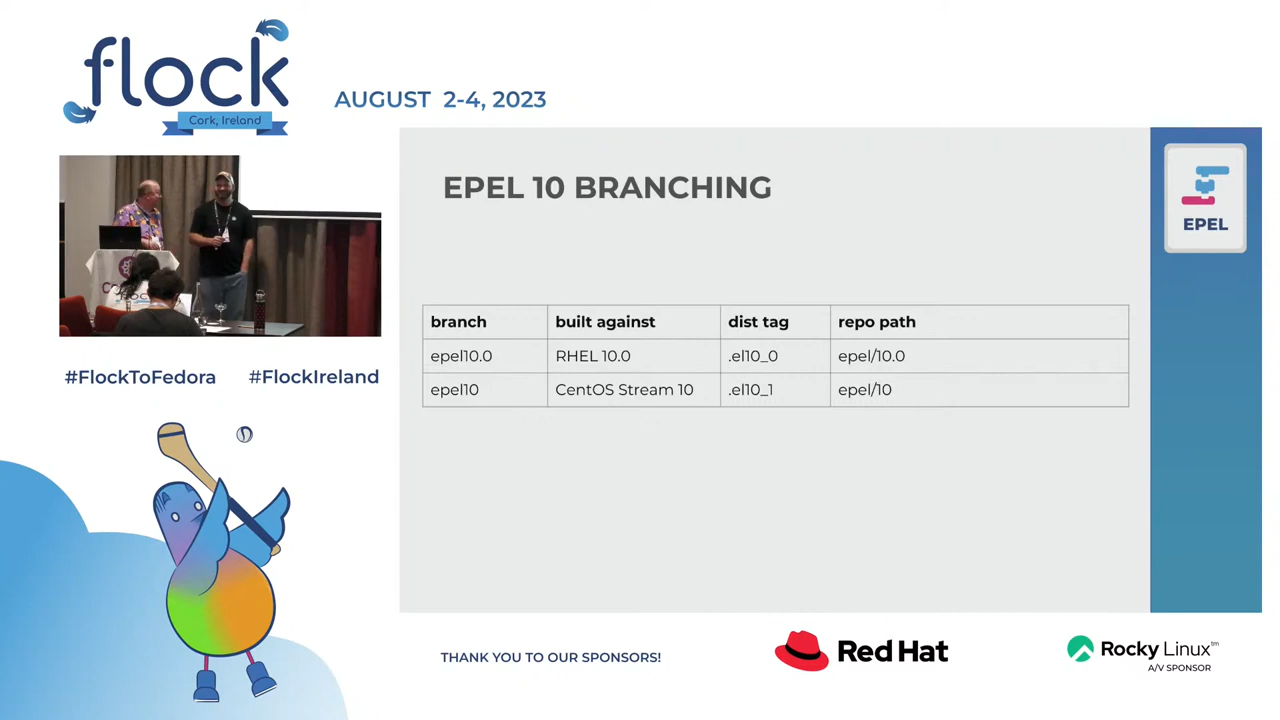 flock
Cork, Ireland
AUGUST 2-4, 2023
#FlockToFedora #FlockIreland
EPEL 10 BRANCHING
EPEL
branch built against dist tag repo path
epel10.0 RHEL 10.0 .el10_0 epel/10.0
epel10 CentOS Stream 10 .el10_1 epel/10
THANK YOU TO OUR SPONSORS!
Red Hat
Rocky Linux™
A/V SPONSOR